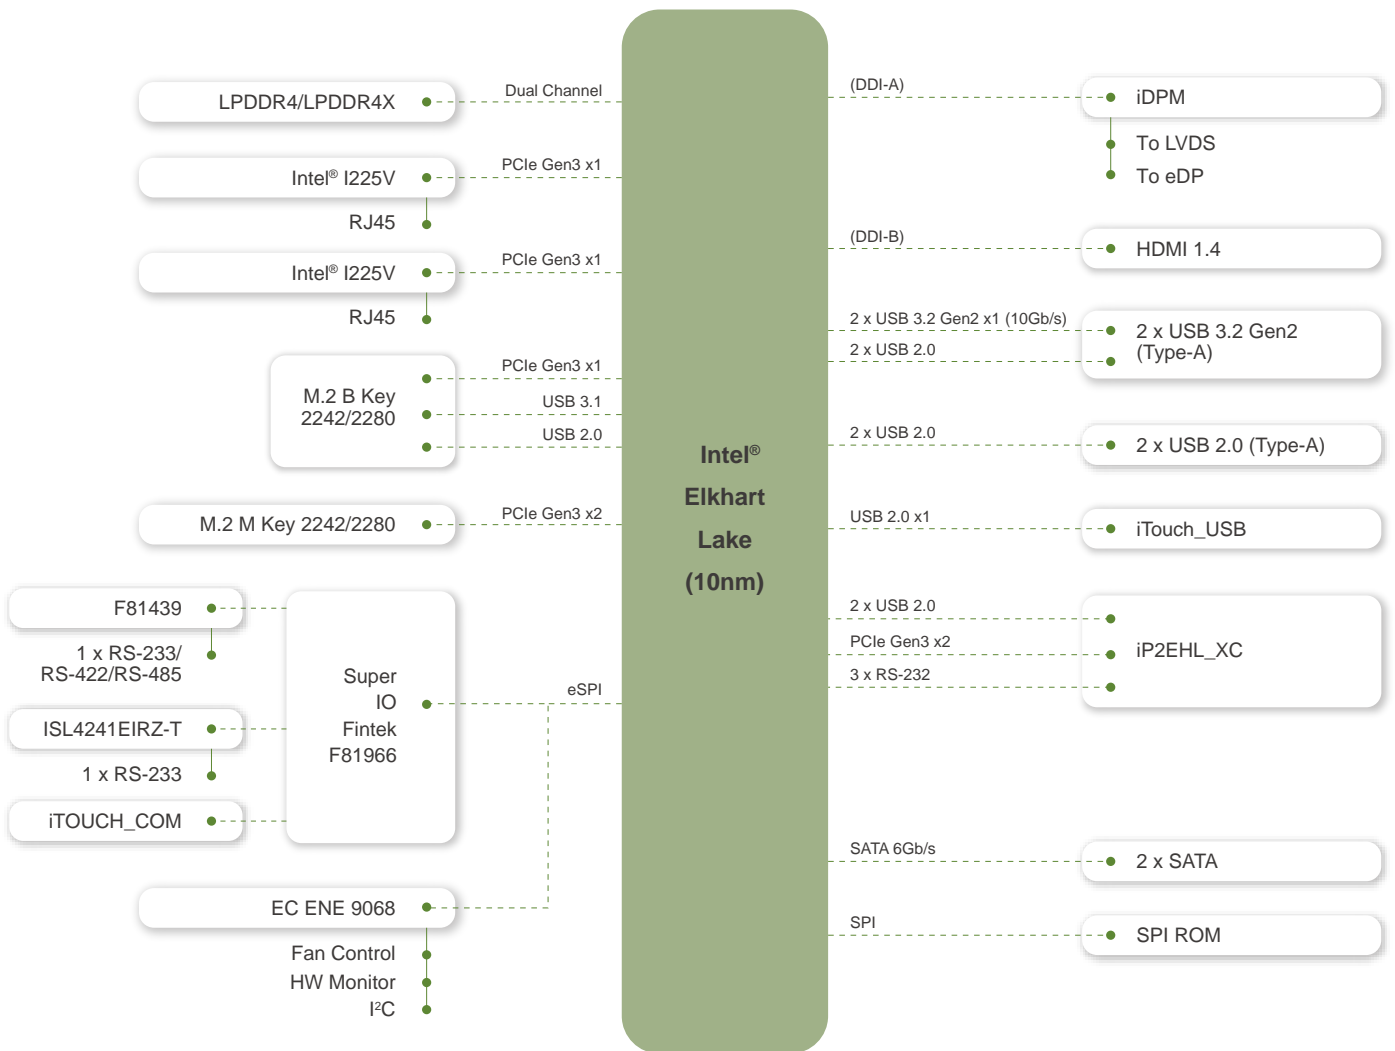 Dual Channel
LPDDR4/LPDDR4X
PCIe Gen3 x1
Intel® I225V
RJ45
PCIe Gen3 x1
Intel® I225V
RJ45
PCIe Gen3 x1
USB 3.1
USB 2.0
M.2 B Key
2242/2280
PCIe Gen3 x2
M.2 M Key 2242/2280
F81439
1 x RS-233/
RS-422/RS-485
ISL4241EIRZ-T
1 x RS-233
iTOUCH_COM
Super
IO
Fintek
F81966
eSPI
EC ENE 9068
Fan Control
HW Monitor
I²C
Intel®
Elkhart
Lake
(10nm)
(DDI-A)
iDPM
To LVDS
To eDP
(DDI-B)
HDMI 1.4
2 x USB 3.2 Gen2 x1 (10Gb/s)
2 x USB 2.0
2 x USB 3.2 Gen2
(Type-A)
2 x USB 2.0
2 x USB 2.0 (Type-A)
USB 2.0 x1
iTouch_USB
2 x USB 2.0
PCIe Gen3 x2
3 x RS-232
iP2EHL_XC
SATA 6Gb/s
2 x SATA
SPI
SPI ROM